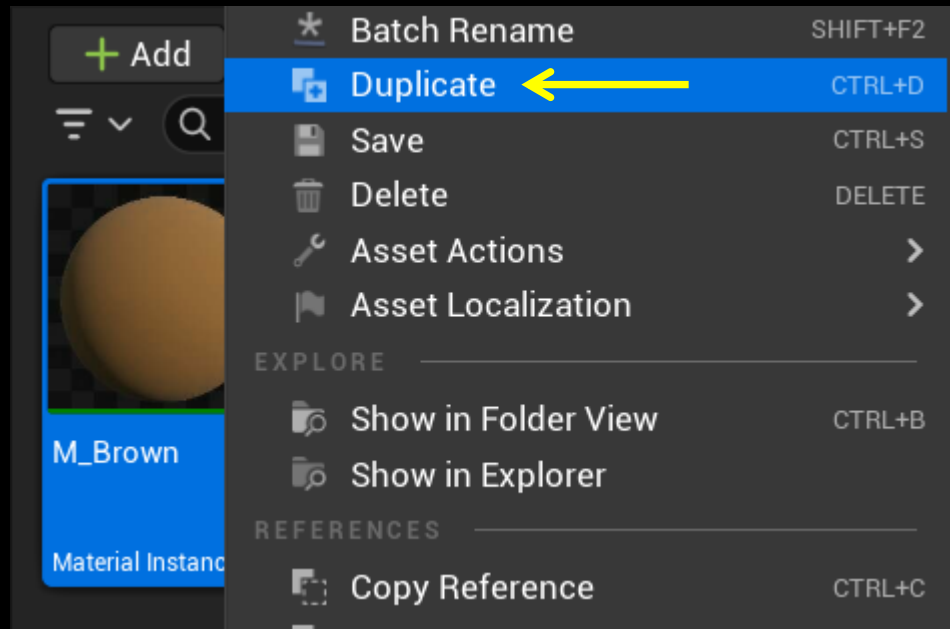 Add
Batch Rename SHIFT+F2
Duplicate CTRL+D
Save CTRL+S
Delete DELETE
Asset Actions
Asset Localization
EXPLORE
Show in Folder View CTRL+B
Show in Explorer
REFERENCES
Copy Reference CTRL+C
M_Brown
Material Instanc